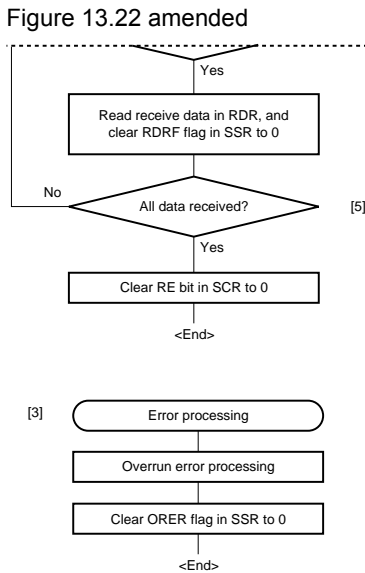 Figure 13.22 amended
Yes
Read receive data in RDR, and
clear RDRF flag in SSR to 0
No
All data received?
[5]
Yes
Clear RE bit in SCR to 0
<End>
[3]
Error processing
Overrun error processing
Clear ORER flag in SSR to 0
<End>